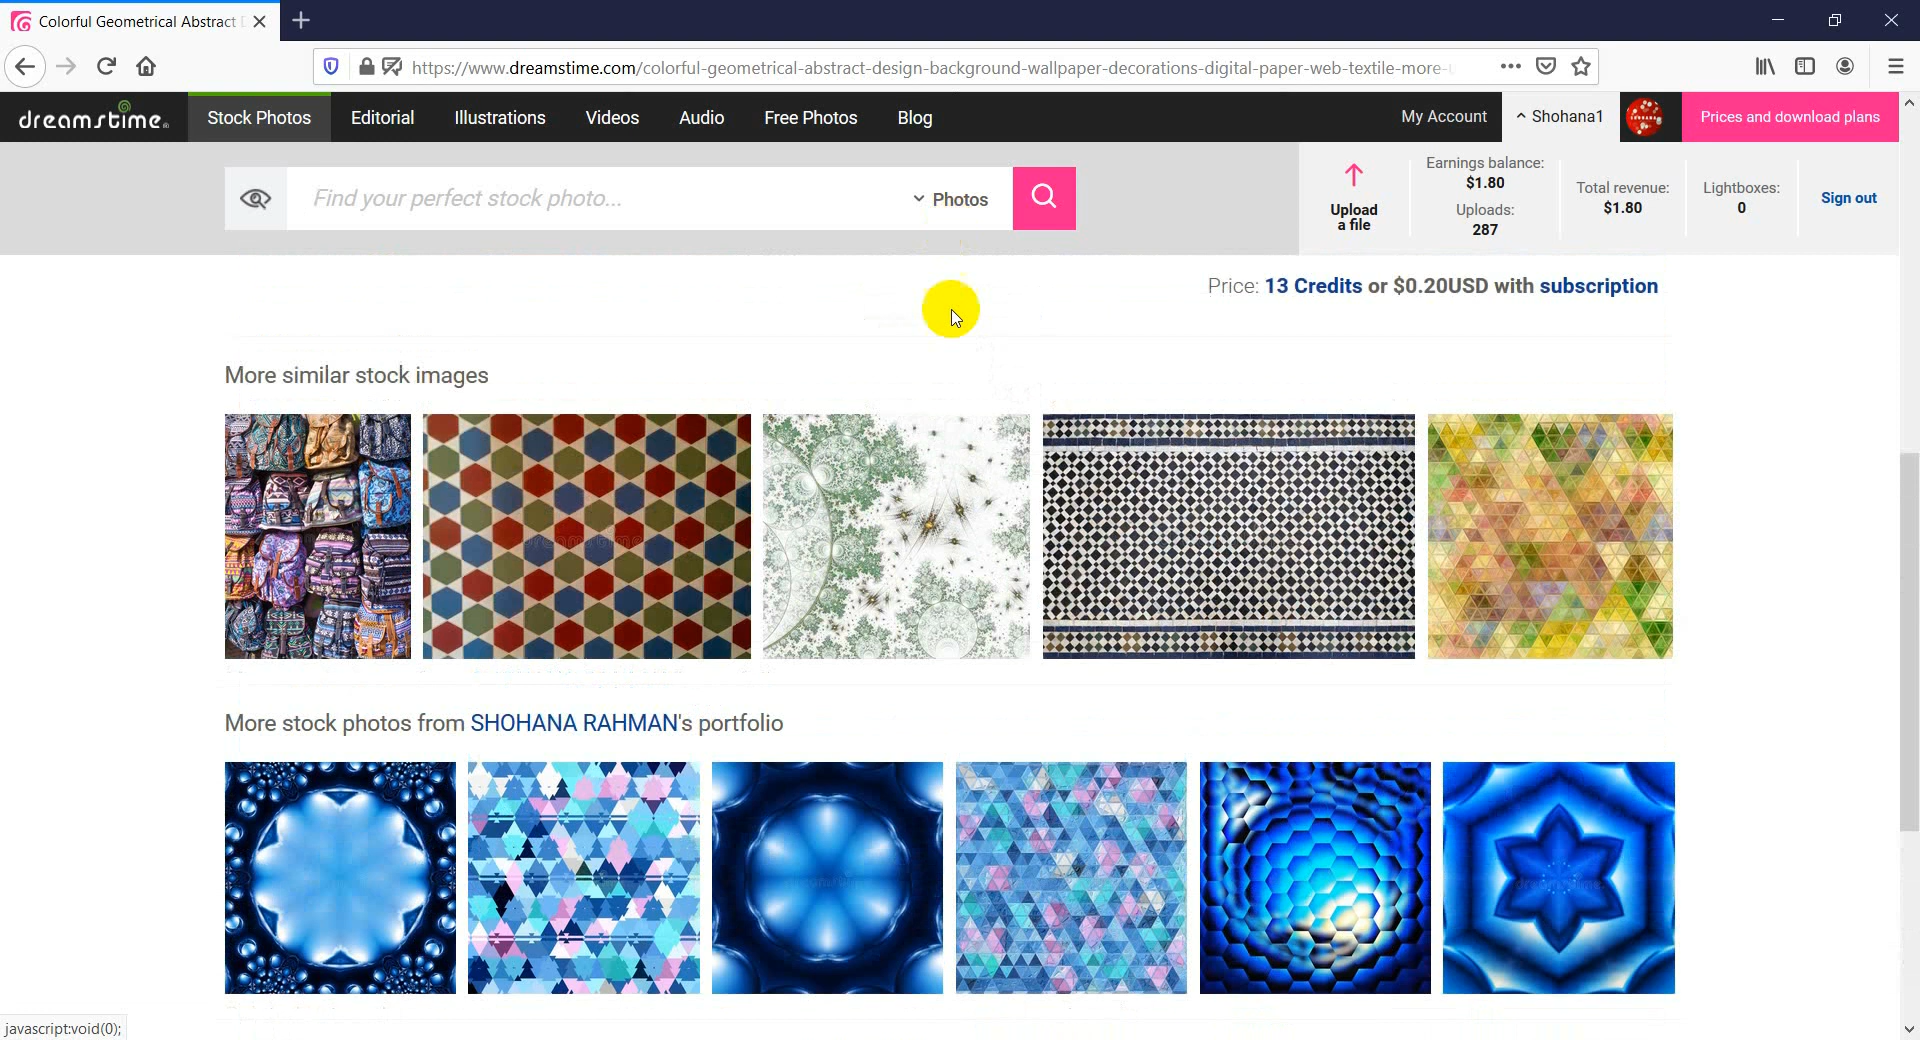 Colorful Geometrical Abstract
https://www.dreamstime.com/colorful-geometrical-abstract-design-background-wallpaper-decorations-digital-paper-web-textile-more-
dreamstime.
Stock Photos
Editorial
Illustrations
Videos
Audio
Free Photos
Blog
My Account
Shohana1
Prices and download plans
Find your perfect stock photo...
Photos
Upload
a file
Earnings balance:
$1.80
Uploads:
287
Total revenue:
$1.80
Lightboxes:
0
Sign out
Price: 13 Credits or $0.20USD with subscription
More similar stock images
dreamstime
More stock photos from SHOHANA RAHMAN's portfolio
dreamstime
javascript:void(0);